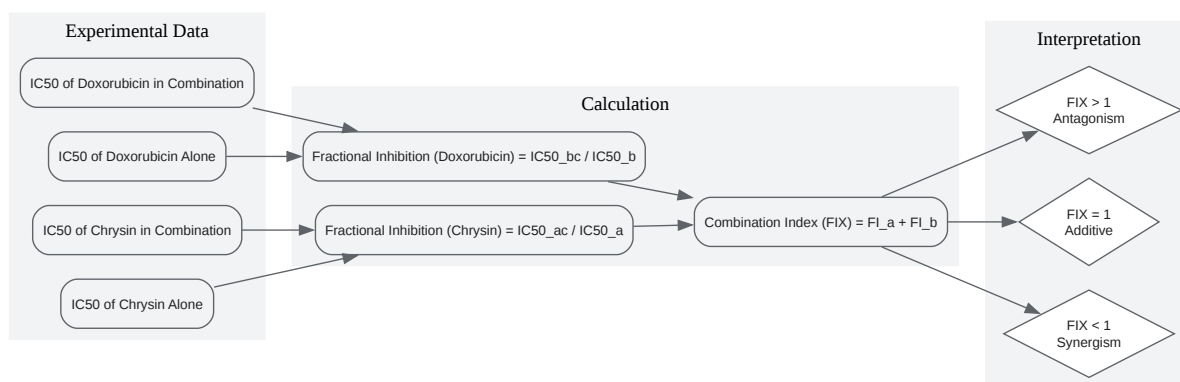 Experimental Data
IC50 of Doxorubicin in Combination
IC50 of Doxorubicin Alone
IC50 of Chrysin in Combination
IC50 of Chrysin Alone
Calculation
Fractional Inhibition (Doxorubicin) = IC50_bc / IC50_b
Fractional Inhibition (Chrysin) = IC50_ac / IC50_a
Combination Index (FIX) = FI_a + FI_b
Interpretation
FIX > 1
Antagonism
FIX = 1
Additive
FIX < 1
Synergism